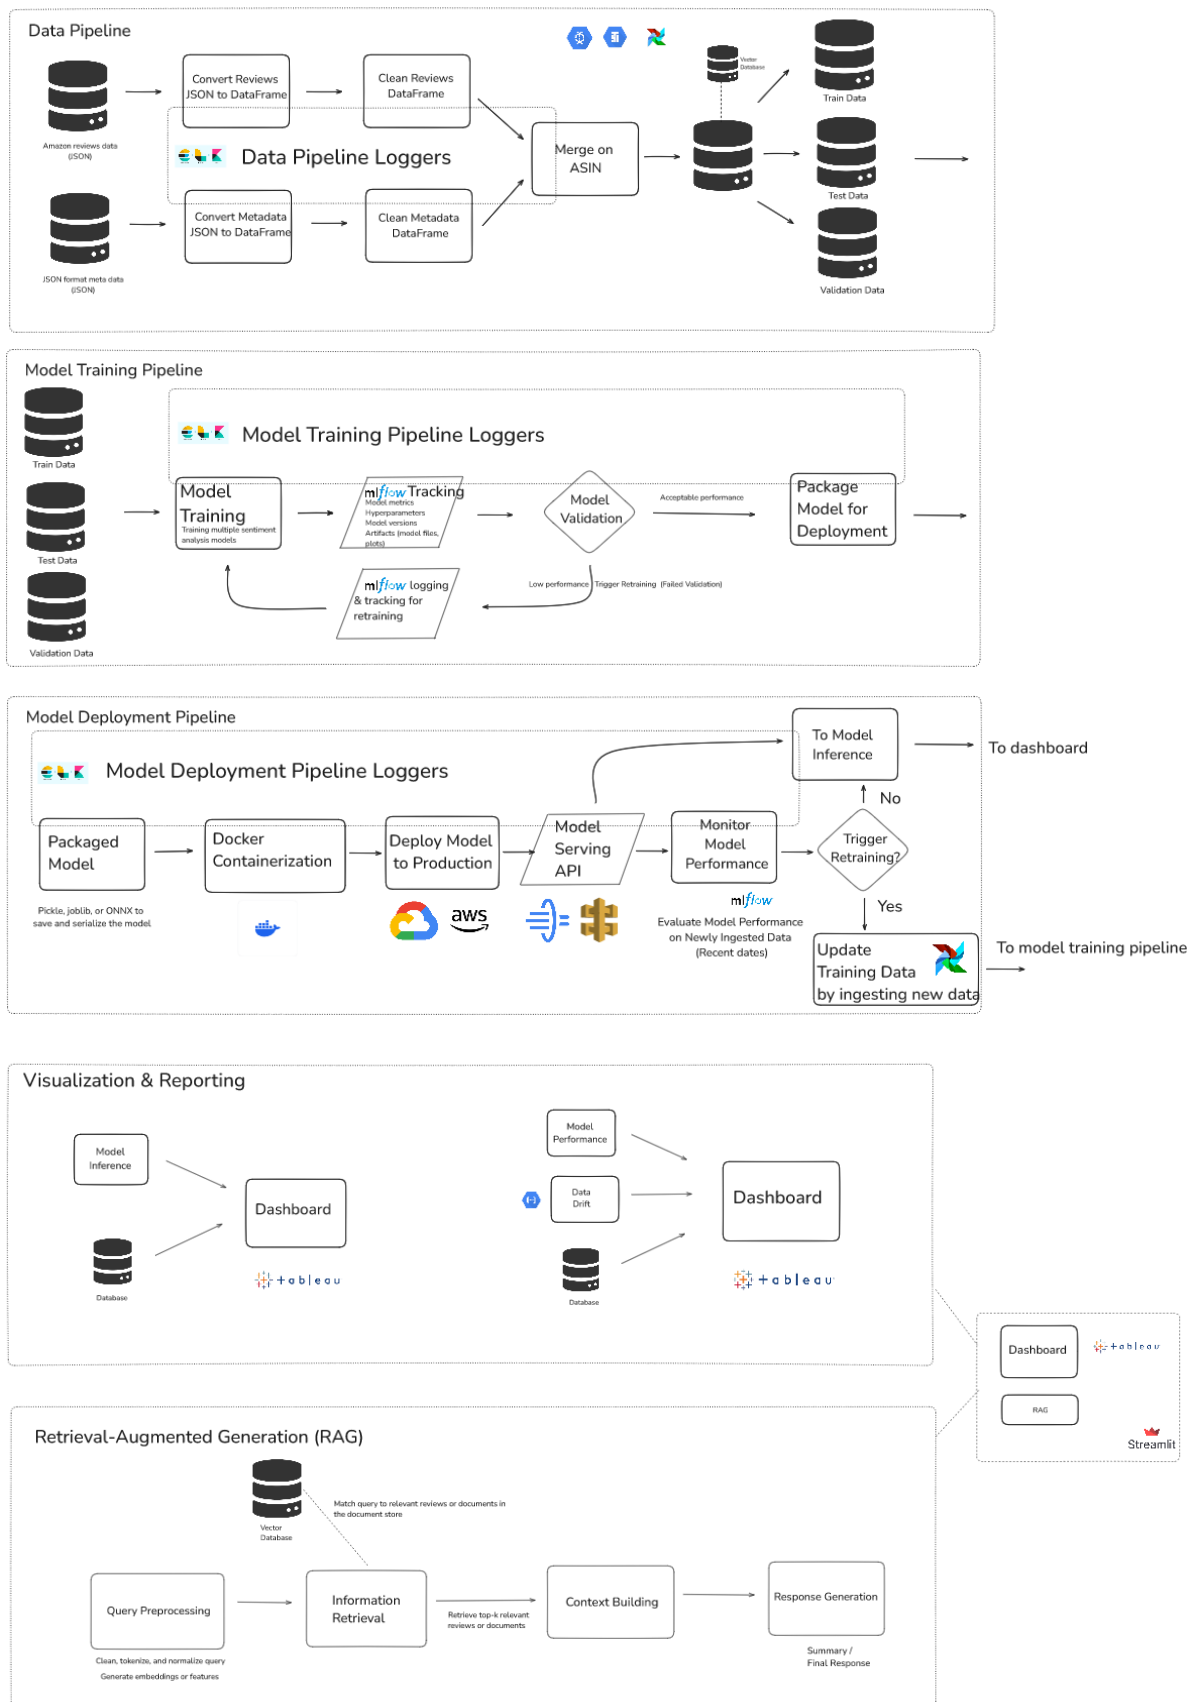 Data Pipeline
Amazon reviews data
(JSON)
Convert Reviews
JSON to DataFrame
Clean Reviews
DataFrame
Data Pipeline Loggers
JSON format meta data
(JSON)
Convert Metadata
JSON to DataFrame
Clean Metadata
DataFrame
Merge on
ASIN
Vector
Database
Train Data
Test Data
Validation Data
Model Training Pipeline
Train Data
Test Data
Validation Data
Model Training Pipeline Loggers
Model
Training
Training multiple sentiment
analysis models
mlflow Tracking
Model metrics
Hyperparameters
Model versions
Artifacts (model files,
plots)
Model
Validation
Acceptable performance
Package
Model for
Deployment
Low performance
Trigger Retraining (Failed Validation)
mlflow logging
& tracking for
retraining
Model Deployment Pipeline
Model Deployment Pipeline Loggers
Packaged
Model
Pickle, joblib, or ONNX to
save and serialize the model
Docker
Containerization
Deploy Model
to Production
aws
Model
Serving
API
Monitor
Model
Performance
mlflow
Evaluate Model Performance
on Newly Ingested Data
(Recent dates)
To Model
Inference
To dashboard
No
Trigger
Retraining?
Yes
Update
Training Data
by ingesting new data
To model training pipeline
Visualization & Reporting
Model
Inference
Database
Dashboard
+ a b l e a u
Model
Performance
Data
Drift
Database
Dashboard
+ a b l e a u
Dashboard
+ a b l e a u
RAG
Streamlit
Retrieval-Augmented Generation (RAG)
Vector
Database
Match query to relevant reviews or documents in
the document store
Query Preprocessing
Clean, tokenize, and normalize query
Generate embeddings or features
Information
Retrieval
Retrieve top-k relevant
reviews or documents
Context Building
Response Generation
Summary /
Final Response